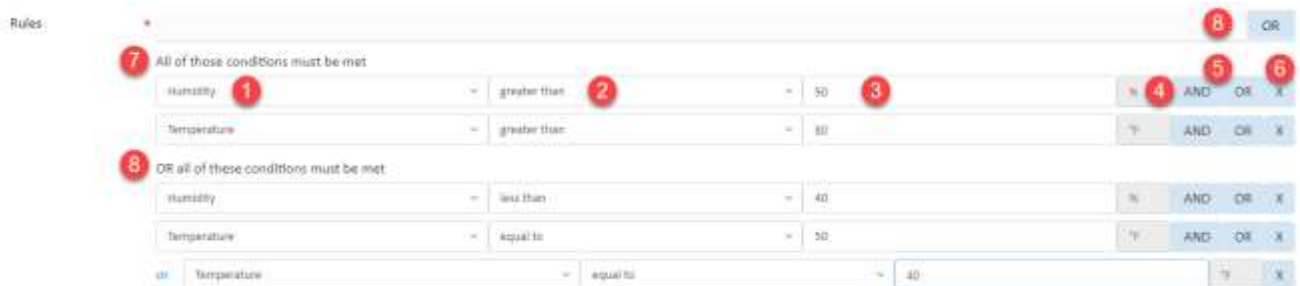 Rules * 8 OR
7 All of those conditions must be met 5 6
Humidity 1 greater than 2 50 3 % 4 AND OR X
Temperature greater than 80 °F AND OR X
8 OR all of these conditions must be met
Humidity less than 40 % AND OR X
Temperature equal to 50 °F AND OR X
or Temperature equal to 40 °F X